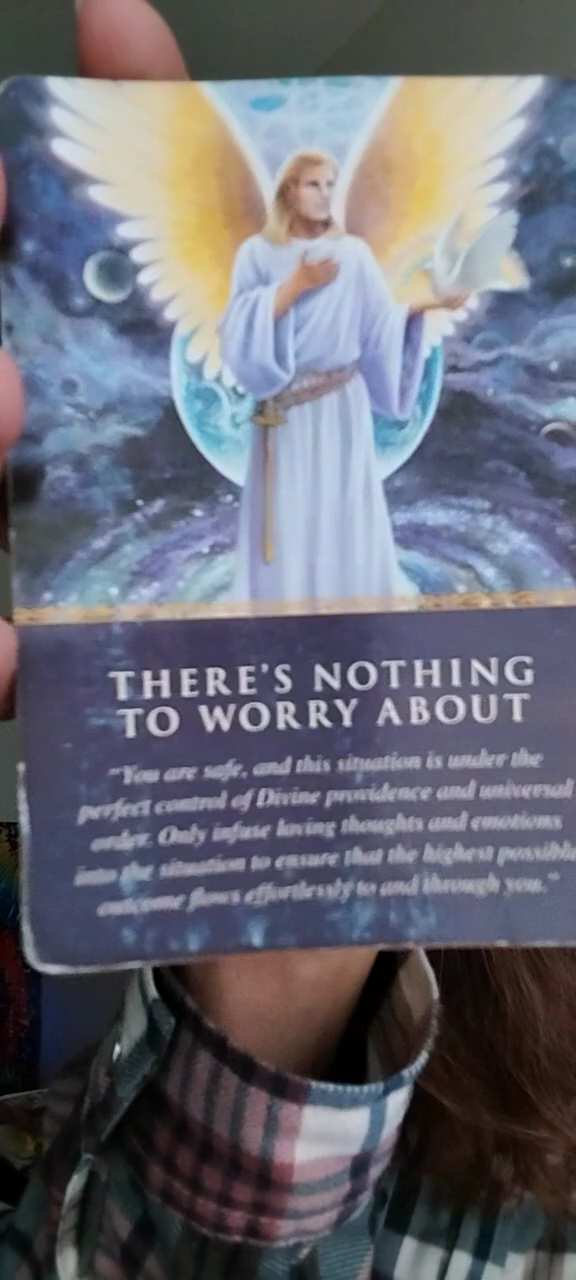 THERE'S NOTHING
TO WORRY ABOUT
"You are safe, and this situation is under the
perfect control of Divine providence and universal
order. Only infuse loving thoughts and emotions
into the situation to ensure that the highest possible
outcome flows effortlessly to and through you."